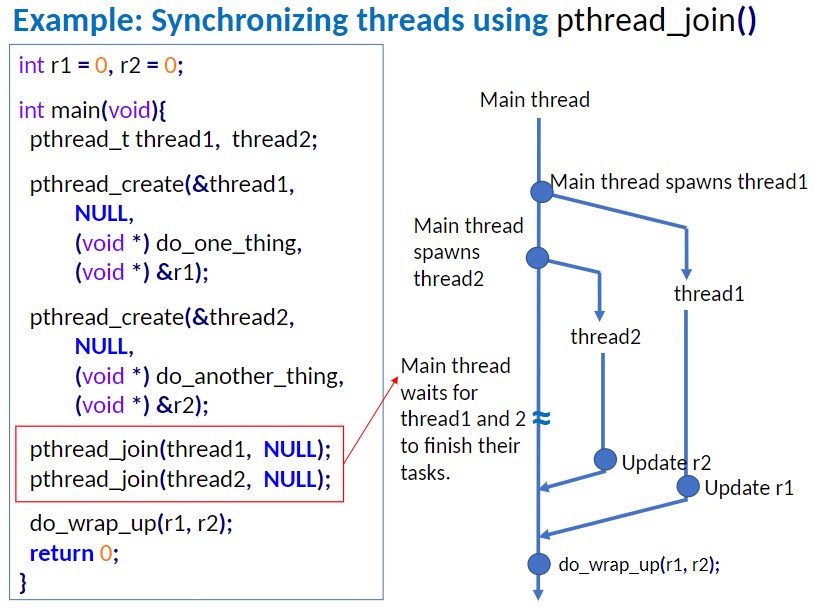 Example: Synchronizing threads using pthread_join()
int r1 = 0, r2 = 0;
int main(void){
pthread_t thread1, thread2;
pthread_create(&thread1,
NULL,
(void *) do_one_thing,
(void *) &r1);
pthread_create(&thread2,
NULL,
(void *) do_another_thing,
(void *) &r2);
pthread_join(thread1, NULL);
pthread_join(thread2, NULL);
do_wrap_up(r1, r2);
return 0;
}
Main thread
Main thread spawns thread1
Main thread
spawns
thread2
thread1
thread2
Main thread
waits for
thread1 and 2
to finish their
tasks.
≈
Update r2
Update r1
do_wrap_up(r1, r2);